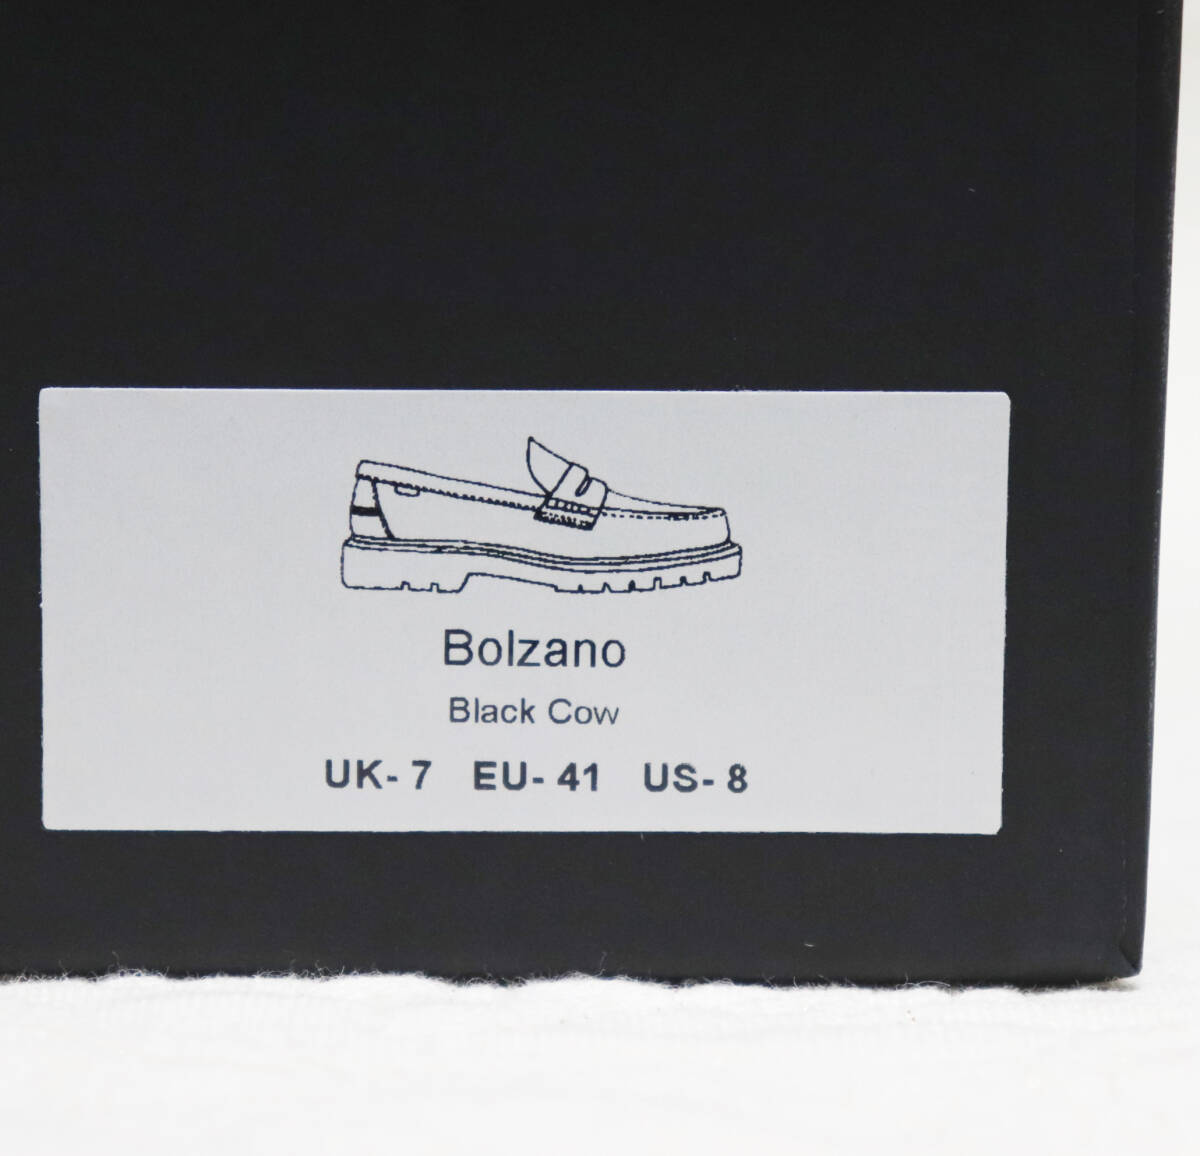 Bolzano
Black Cow
UK- 7 EU- 41 US- 8